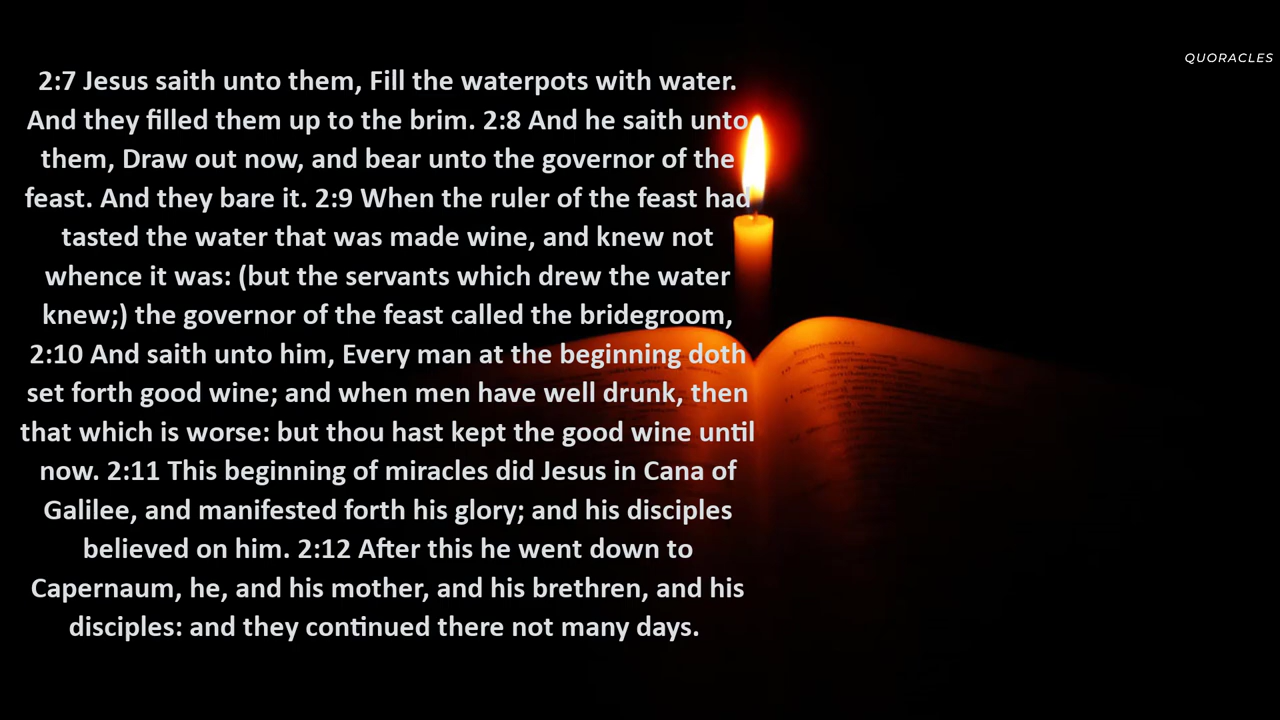 QUORACLES
2:7 Jesus saith unto them, Fill the waterpots with water.
And they filled them up to the brim. 2:8 And he saith unto
them, Draw out now, and bear unto the governor of the
feast. And they bare it. 2:9 When the ruler of the feast had
tasted the water that was made wine, and knew not
whence it was: (but the servants which drew the water
knew;) the governor of the feast called the bridegroom,
2:10 And saith unto him, Every man at the beginning doth
set forth good wine; and when men have well drunk, then
that which is worse: but thou hast kept the good wine until
now. 2:11 This beginning of miracles did Jesus in Cana of
Galilee, and manifested forth his glory; and his disciples
believed on him. 2:12 After this he went down to
Capernaum, he, and his mother, and his brethren, and his
disciples: and they continued there not many days.